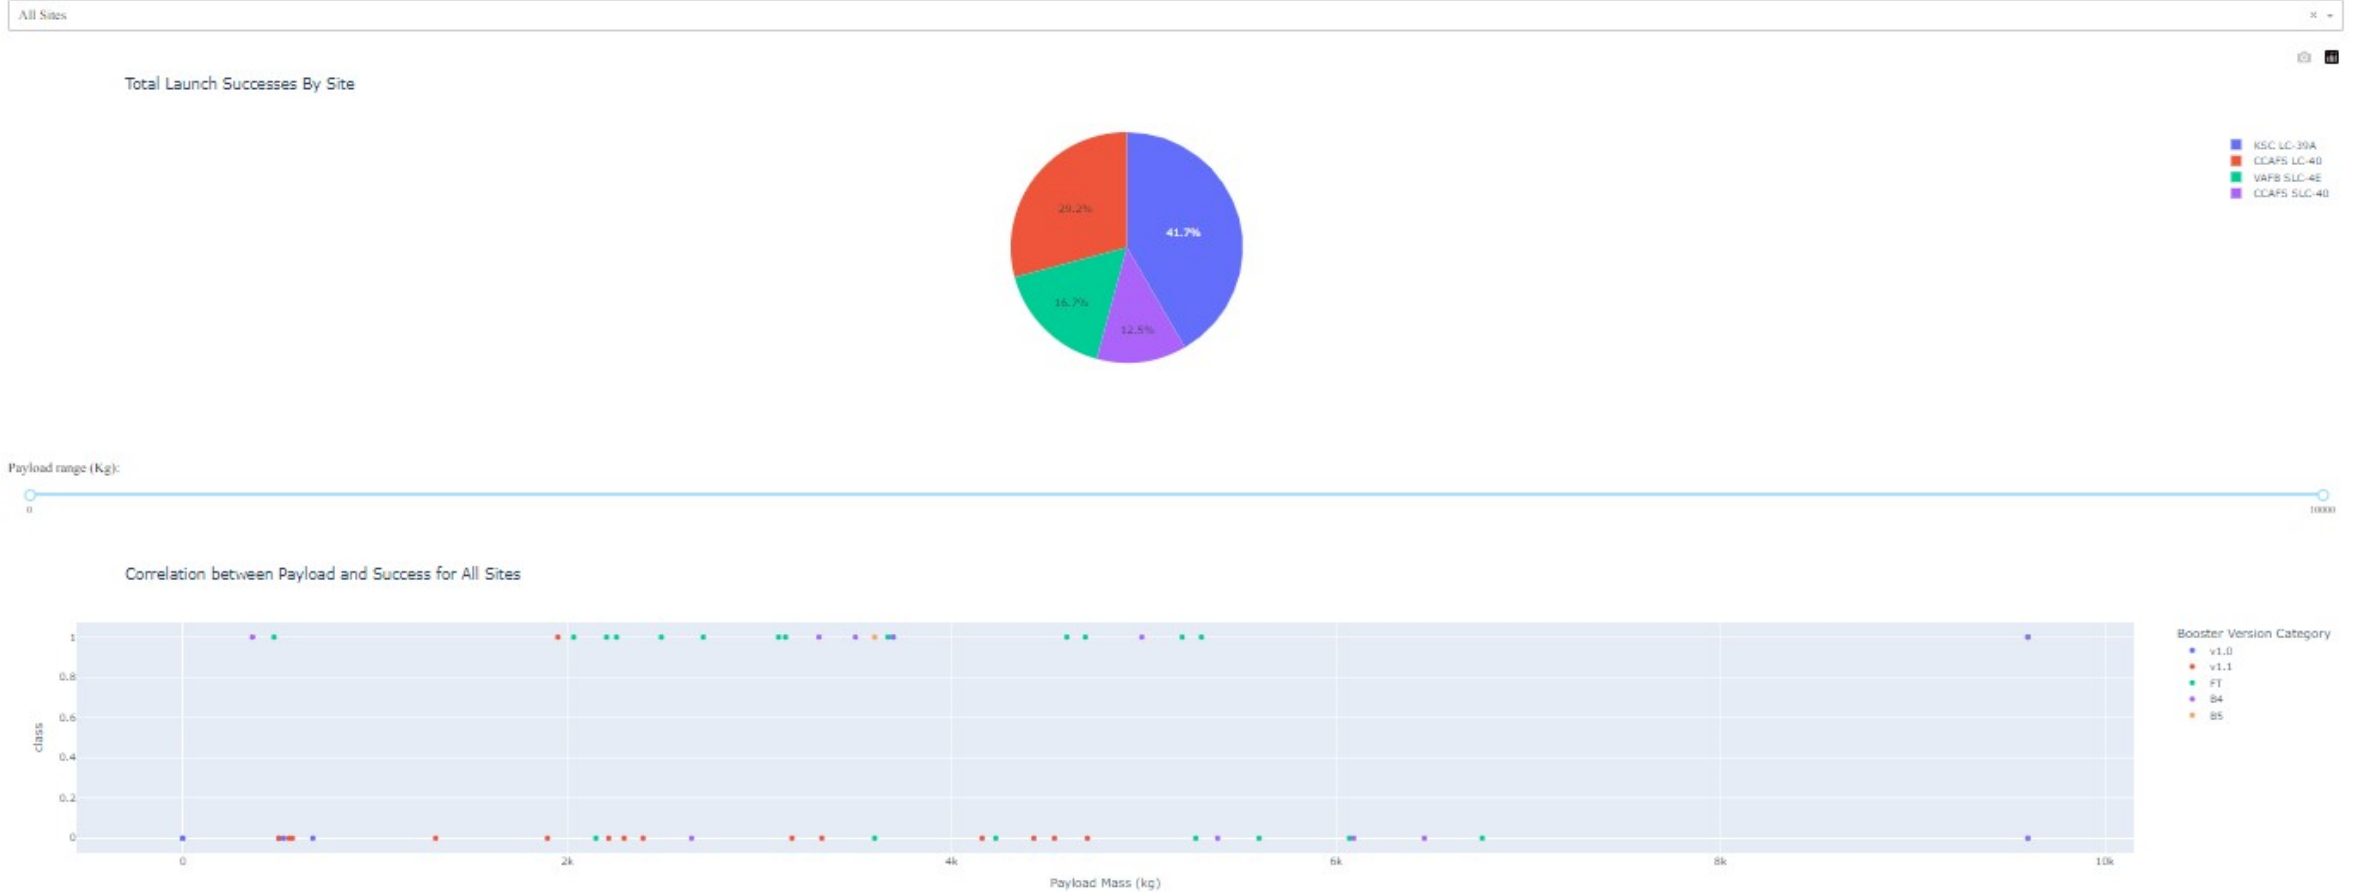 All Sites
Total Launch Successes By Site
KSC LC-39A
CCAFS LC-40
VAFB SLC-4E
CCAFS SLC-40
29.2%
41.7%
16.7%
12.5%
Payload range (Kg):
0
10000
Correlation between Payload and Success for All Sites
Booster Version Category
v1.0
v1.1
FT
B4
B5
class
1
0.8
0.6
0.4
0.2
0
0
2k
4k
6k
8k
10k
Payload Mass (kg)